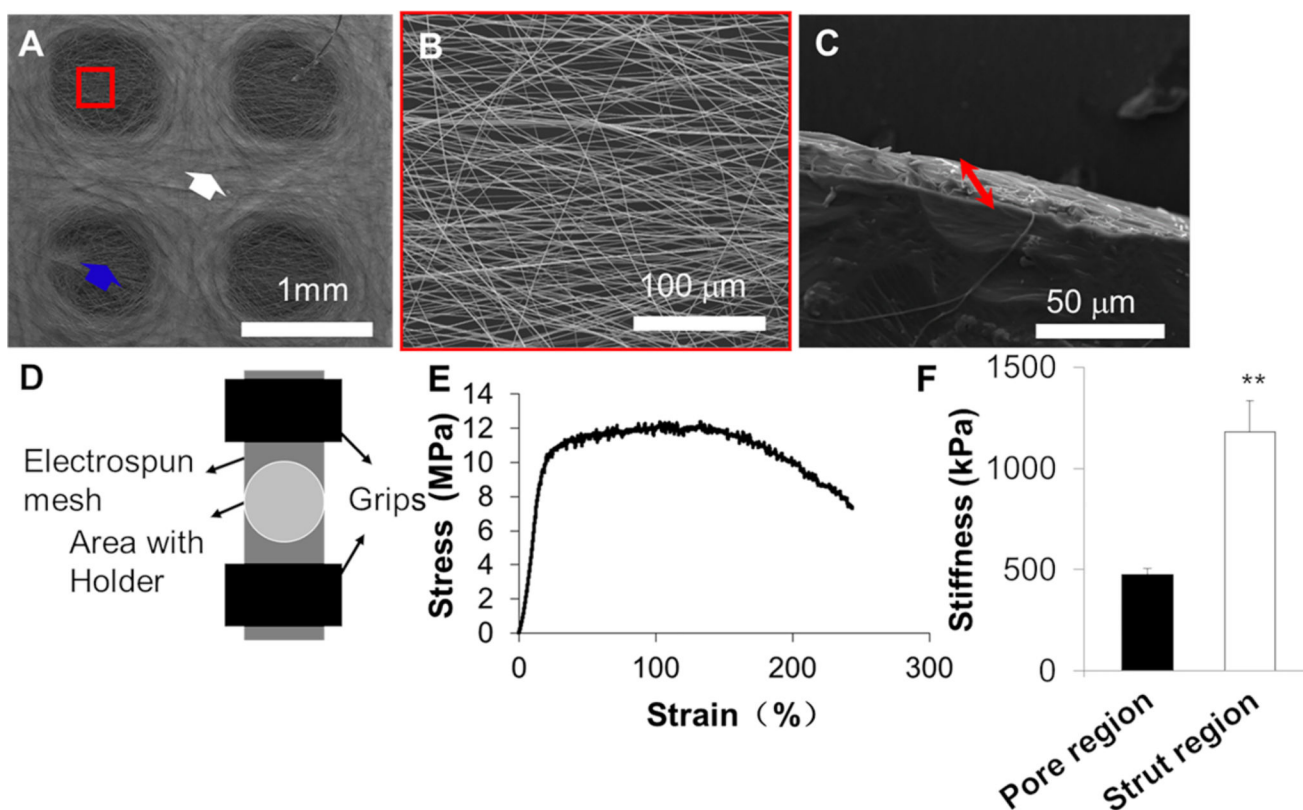 A
1mm
B
100 μm
C
50 μm
D
Electrospun
mesh
Area with
Holder
Grips
E
Stress (MPa)
14
12
10
8
6
4
2
0
0
100
200
300
Strain（%）
F
Stiffness (kPa)
1500
1000
500
0
**
Pore region
Strut region